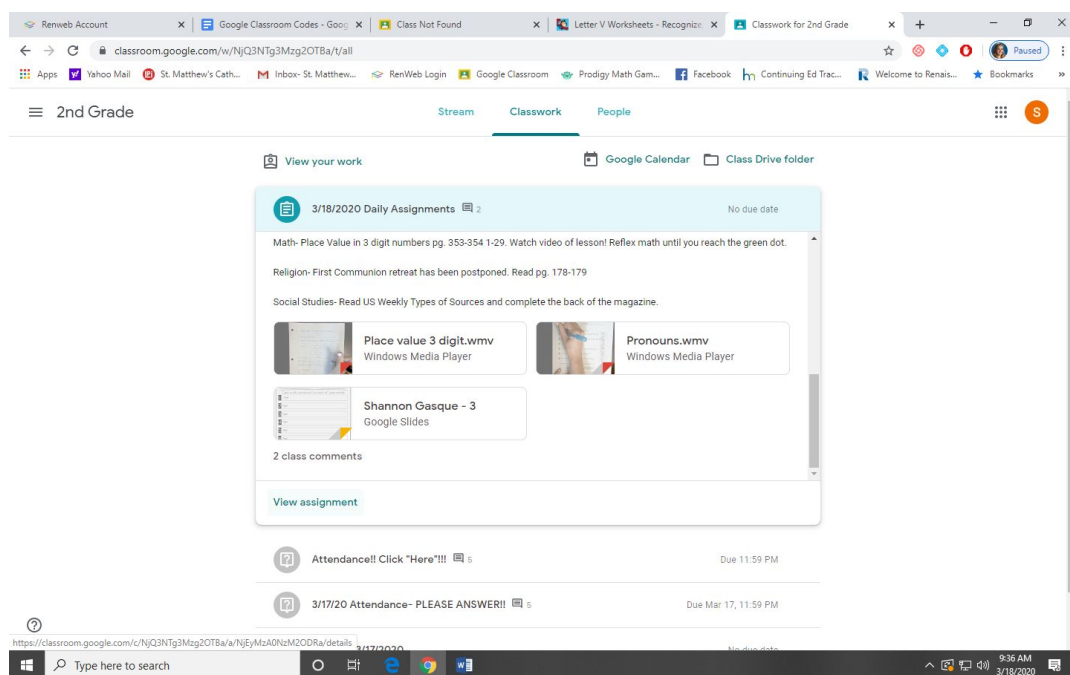 Renweb Account
Google Classroom Codes - Goog
Class Not Found
Letter V Worksheets - Recognize,
Classwork for 2nd Grade
classroom.google.com/w/NjQ3NTg3Mzg2OTBa/t/all
Paused
Apps Yahoo Mail St. Matthew's Cath... Inbox- St. Matthew... RenWeb Login Google Classroom Prodigy Math Gam... Facebook Continuing Ed Trac... Welcome to Renais... Bookmarks »
2nd Grade
Stream Classwork People
S
View your work Google Calendar Class Drive folder
3/18/2020 Daily Assignments 2 No due date
Math- Place Value in 3 digit numbers pg. 353-354 1-29. Watch video of lesson! Reflex math until you reach the green dot.
Religion- First Communion retreat has been postponed. Read pg. 178-179
Social Studies- Read US Weekly Types of Sources and complete the back of the magazine.
Place value 3 digit.wmv
Windows Media Player
Pronouns.wmv
Windows Media Player
Shannon Gasque - 3
Google Slides
2 class comments
View assignment
Attendance!! Click "Here"!!! 5 Due 11:59 PM
3/17/20 Attendance- PLEASE ANSWER!! 5 Due Mar 17, 11:59 PM
https://classroom.google.com/c/NjQ3NTg3Mzg2OTBa/a/NjEyMzA0NzM2ODRa/details
3/17/2020 No due date
Type here to search
9:36 AM
3/18/2020